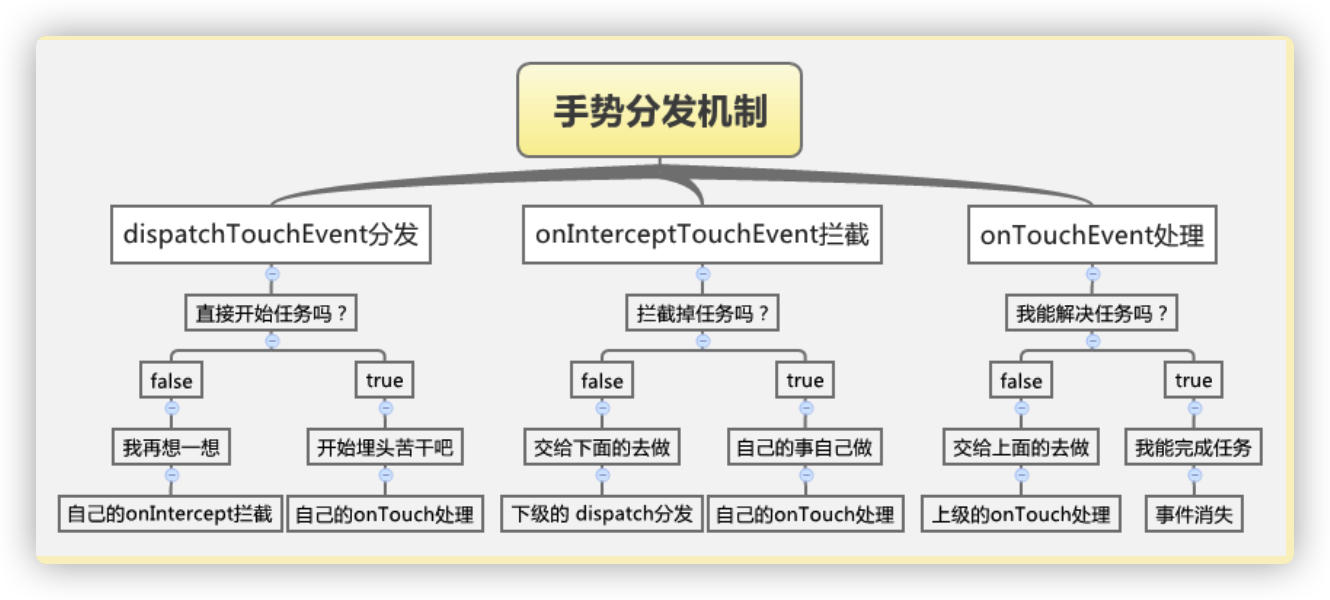 手势分发机制
dispatchTouchEvent分发
onInterceptTouchEvent拦截
onTouchEvent处理
直接开始任务吗？
拦截掉任务吗？
我能解决任务吗？
false
true
false
true
false
true
我再想一想
开始埋头苦干吧
交给下面的去做
自己的事自己做
交给上面的去做
我能完成任务
自己的onIntercept拦截
自己的onTouch处理
下级的 dispatch分发
自己的onTouch处理
上级的onTouch处理
事件消失